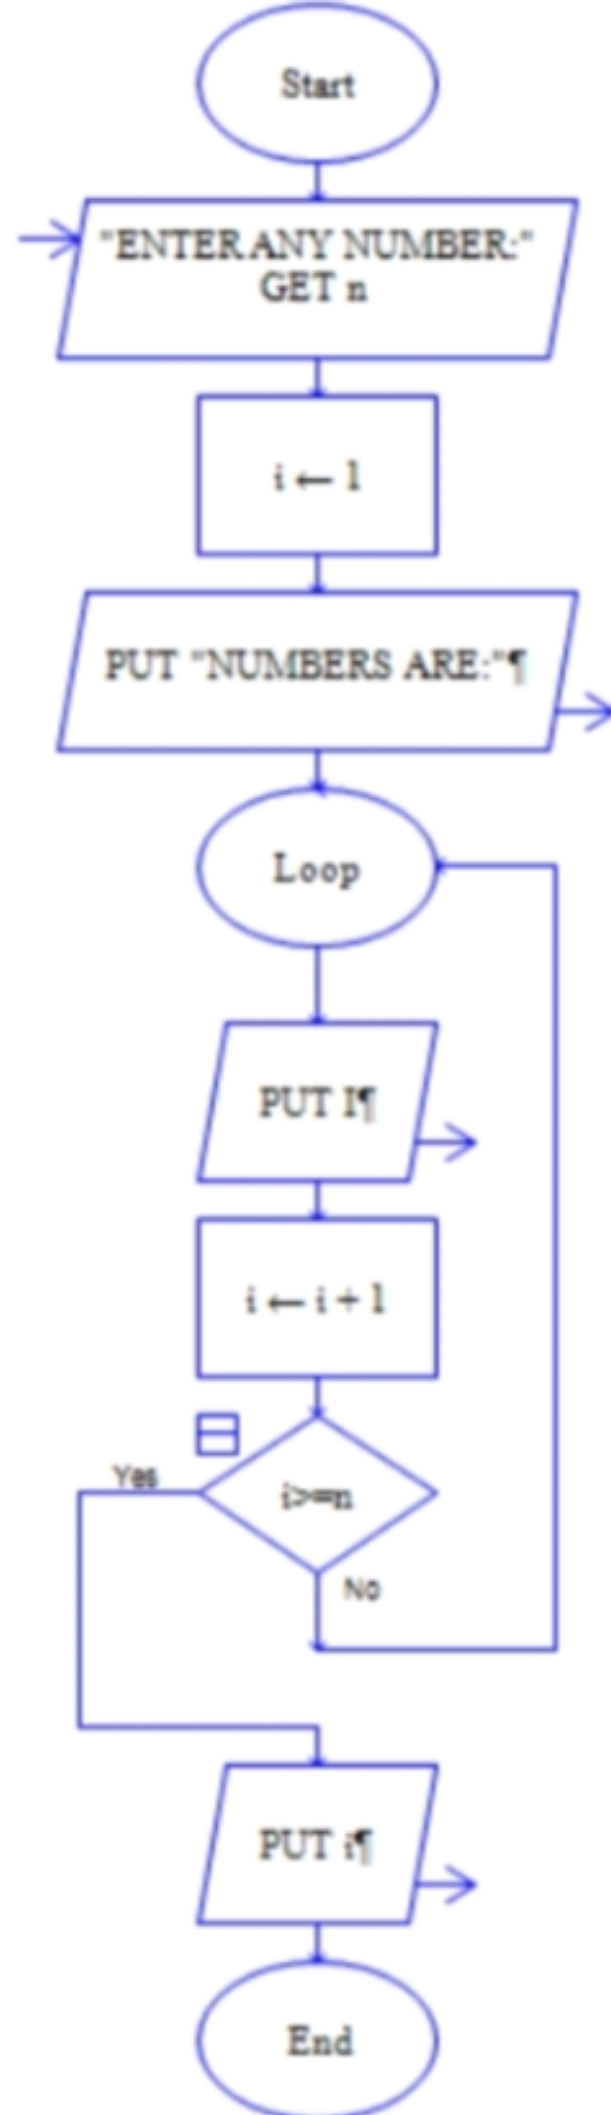 Start
"ENTER ANY NUMBER:"
GET n
i ← 1
PUT "NUMBERS ARE:"¶
Loop
PUT I¶
i ← i + 1
Yes
i>=n
No
PUT i¶
End